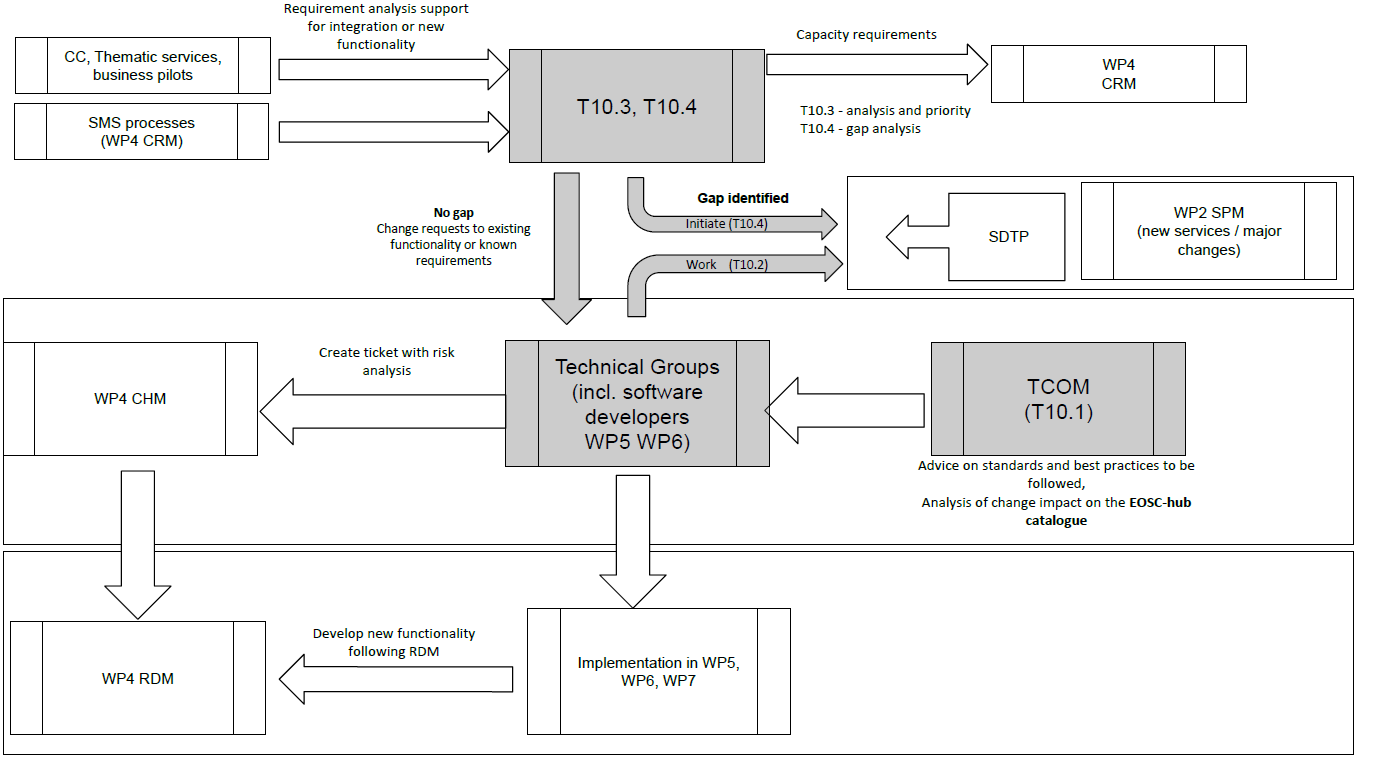 Requirement analysis support
for integration or new
functionality
CC, Thematic services,
business pilots
SMS processes
(WP4 CRM)
T10.3, T10.4
Capacity requirements
WP4
CRM
T10.3 - analysis and priority
T10.4 - gap analysis
No gap
Change requests to existing
functionality or known
requirements
Gap identified
Initiate (T10.4)
Work (T10.2)
SDTP
WP2 SPM
(new services / major
changes)
WP4 CHM
Create ticket with risk
analysis
Technical Groups
(incl. software
developers
WP5 WP6)
TCOM
(T10.1)
Advice on standards and best practices to be
followed,
Analysis of change impact on the EOSC-hub
catalogue
WP4 RDM
Develop new functionality
following RDM
Implementation in WP5,
WP6, WP7